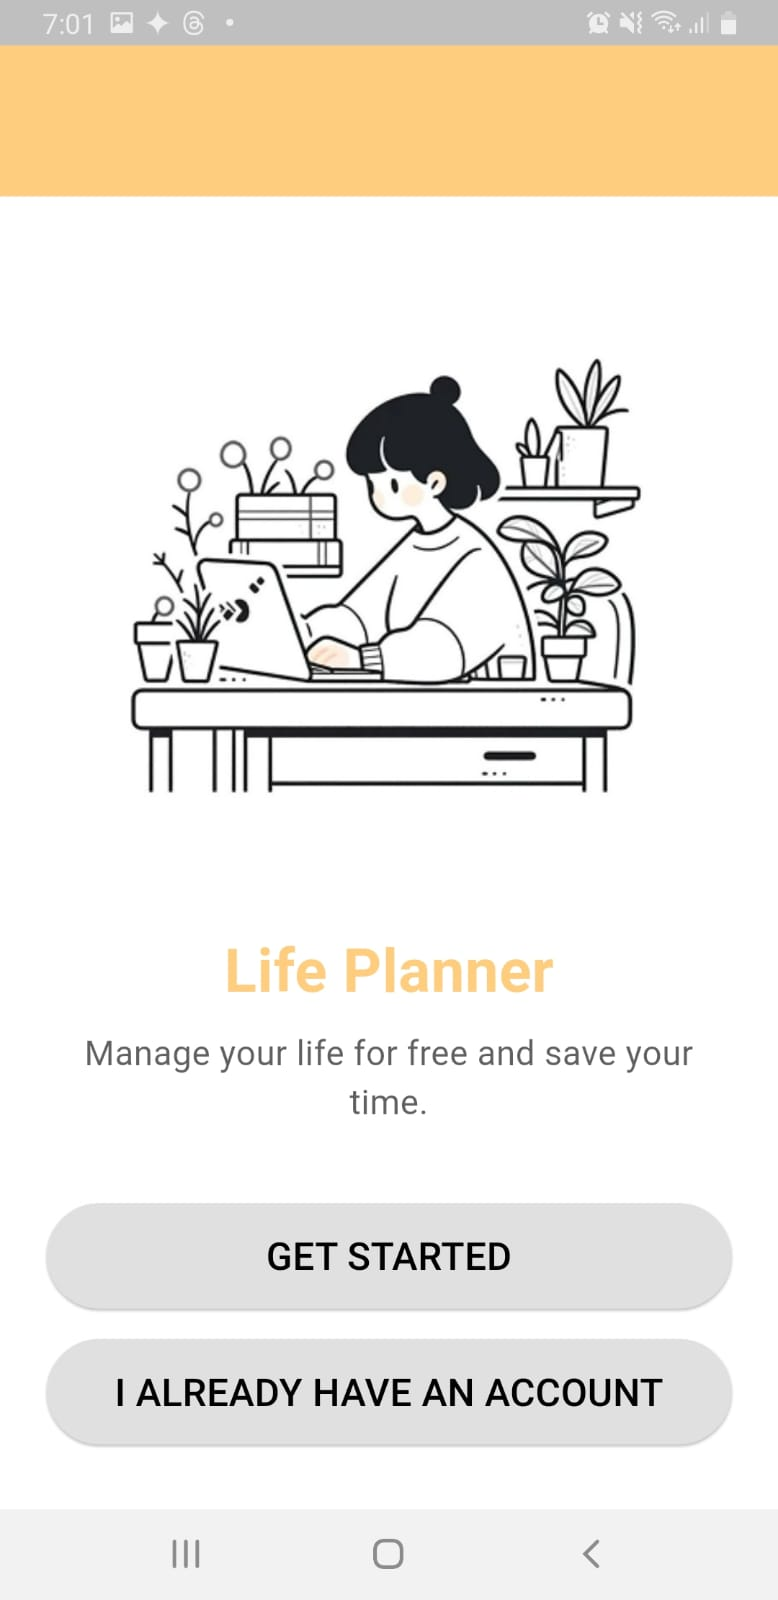 7:01
Life Planner
Manage your life for free and save your
time.
GET STARTED
I ALREADY HAVE AN ACCOUNT